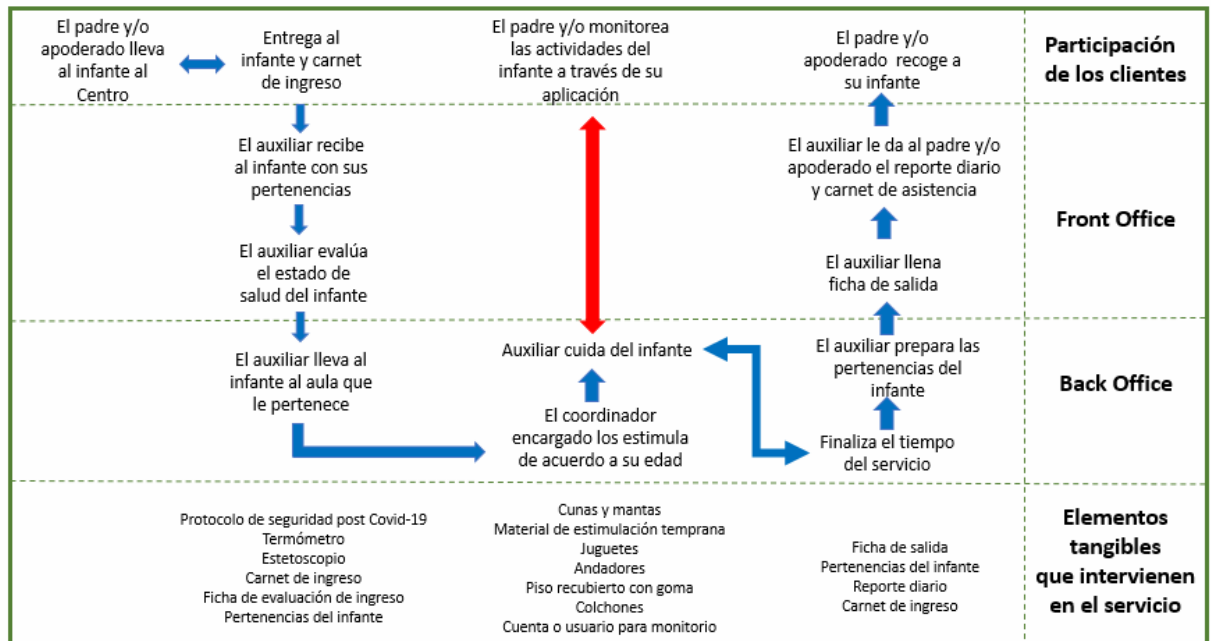 El padre y/o
apoderado lleva
al infante al
Centro
Entrega al
infante y carnet
de ingreso
El padre y/o monitorea
las actividades del
infante a través de su
aplicación
El padre y/o
apoderado recoge a
su infante
Participación
de los clientes
El auxiliar recibe
al infante con sus
pertenencias
El auxiliar evalúa
el estado de
salud del infante
El auxiliar le da al padre y/o
apoderado el reporte diario
y carnet de asistencia
El auxiliar llena
ficha de salida
Front Office
El auxiliar lleva al
infante al aula que
le pertenece
Auxiliar cuida del infante
El coordinador
encargado los estimula
de acuerdo a su edad
El auxiliar prepara las
pertenencias del
infante
Finaliza el tiempo
del servicio
Back Office
Protocolo de seguridad post Covid-19
Termómetro
Estetoscopio
Carnet de ingreso
Ficha de evaluación de ingreso
Pertenencias del infante
Cunas y mantas
Material de estimulación temprana
Juguetes
Andadores
Piso recubierto con goma
Colchones
Cuenta o usuario para monitorio
Ficha de salida
Pertenencias del infante
Reporte diario
Carnet de ingreso
Elementos
tangibles
que intervienen
en el servicio